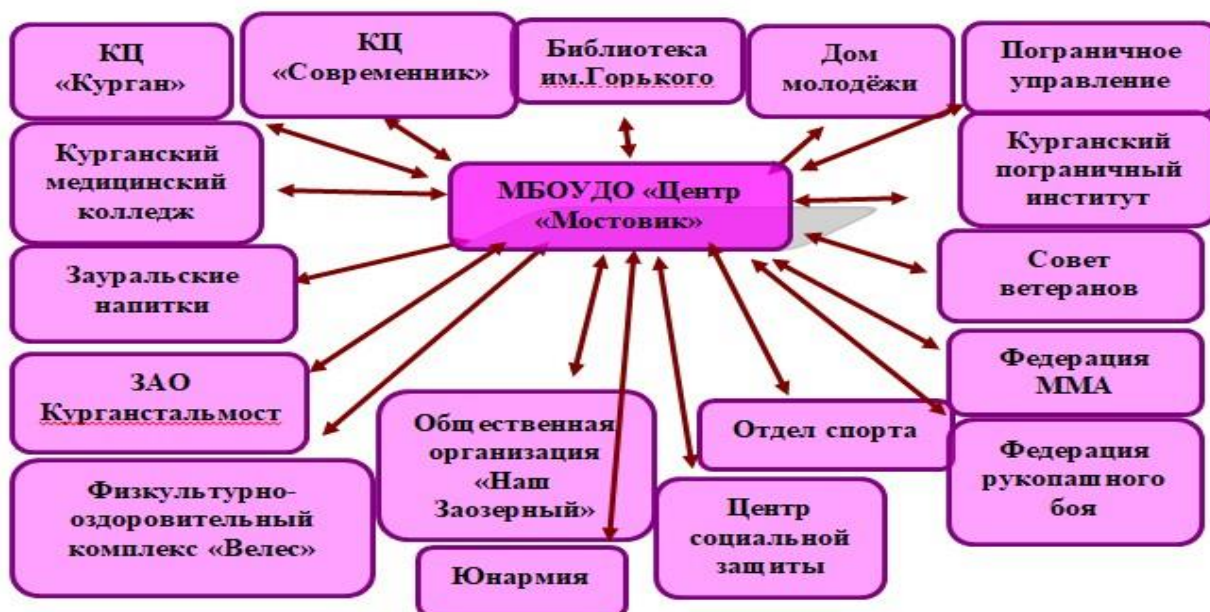 КЦ
«Курган»
КЦ
«Современник»
Библиотека
им.Горького
Дом
молодёжи
Пограничное
управление
Курганский
медицинский
колледж
МБОУДО «Центр
«Мостовик»
Курганский
пограничный
институт
Зауральские
напитки
Совет
ветеранов
ЗАО
Курганстальмост
Федерация
ММА
Общественная
организация
«Наш
Заозерный»
Отдел спорта
Федерация
рукопашного
боя
Физкультурно-
оздоровительный
комплекс «Велес»
Центр
социальной
защиты
Юнармия